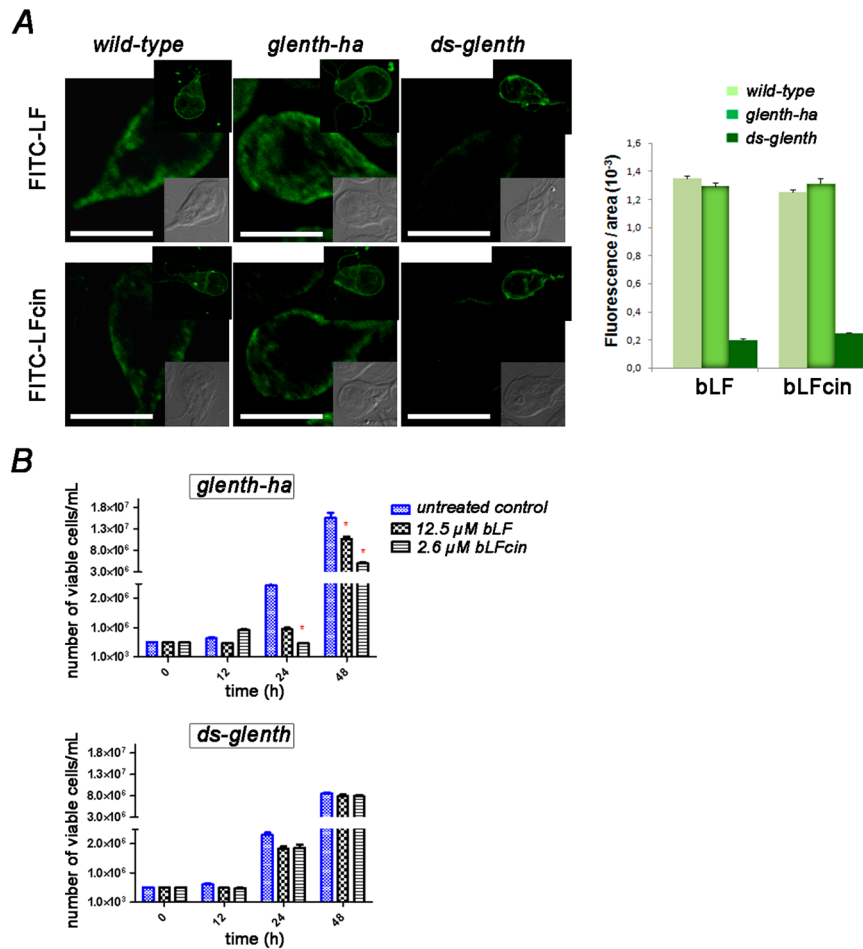 A
wild-type glenth-ha ds-glenth
FITC-LF
FITC-LFcin
wild-type
glenth-ha
ds-glenth
Fluorescence / area (10⁻³)
1,6
1,4
1,2
1,0
0,8
0,6
0,4
0,2
0,0
bLF bLFcin
B
glenth-ha
number of viable cells/mL
1.8×10⁷
1.3×10⁷
8.0×10⁶
3.0×10⁶
2.0×10⁶
1.0×10⁶
1.0×10³
* * *
0 12 24 48
time (h)
untreated control
12.5 µM bLF
2.6 µM bLFcin
ds-glenth
number of viable cells/mL
1.8×10⁷
1.3×10⁷
8.0×10⁶
3.0×10⁶
2.0×10⁶
1.0×10⁶
1.0×10³
0 12 24 48
time (h)